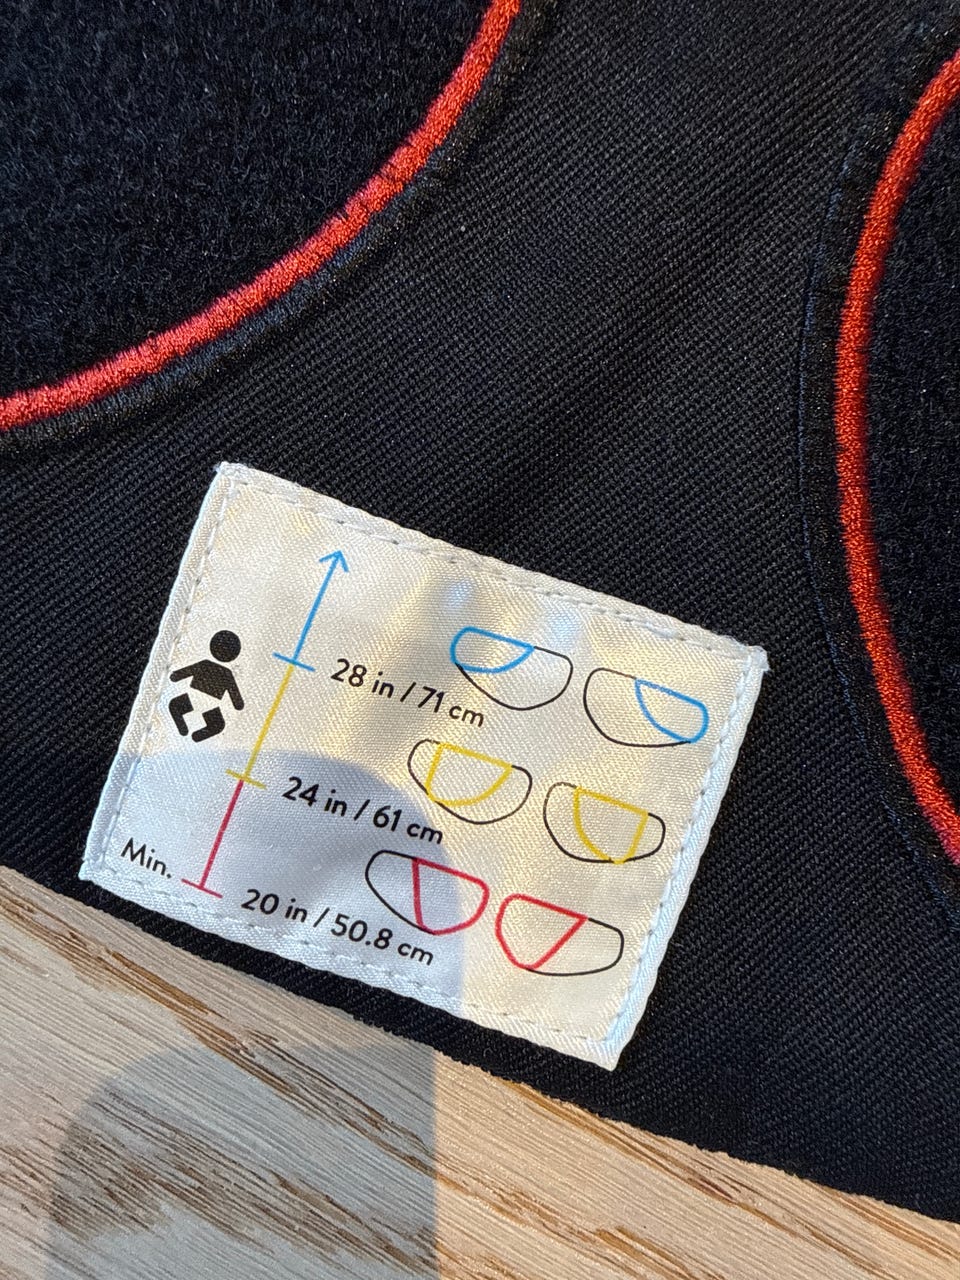 28 in / 71 cm
24 in / 61 cm
Min.
20 in / 50.8 cm